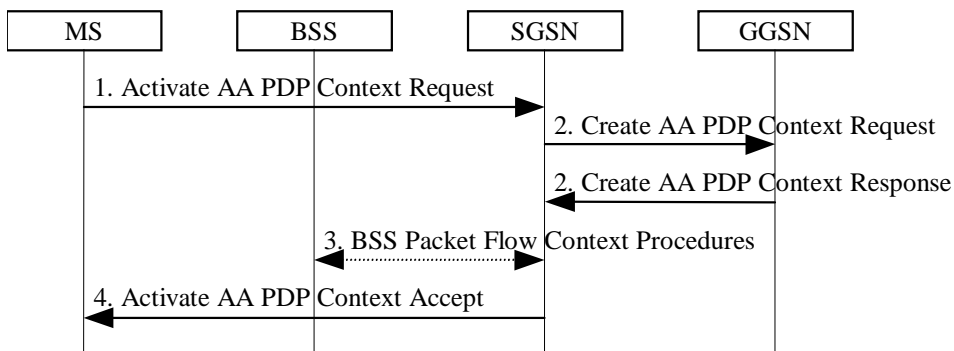 MS
BSS
SGSN
GGSN
1. Activate AA PDP Context Request
2. Create AA PDP Context Request
2. Create AA PDP Context Response
3. BSS Packet Flow Context Procedures
4. Activate AA PDP Context Accept